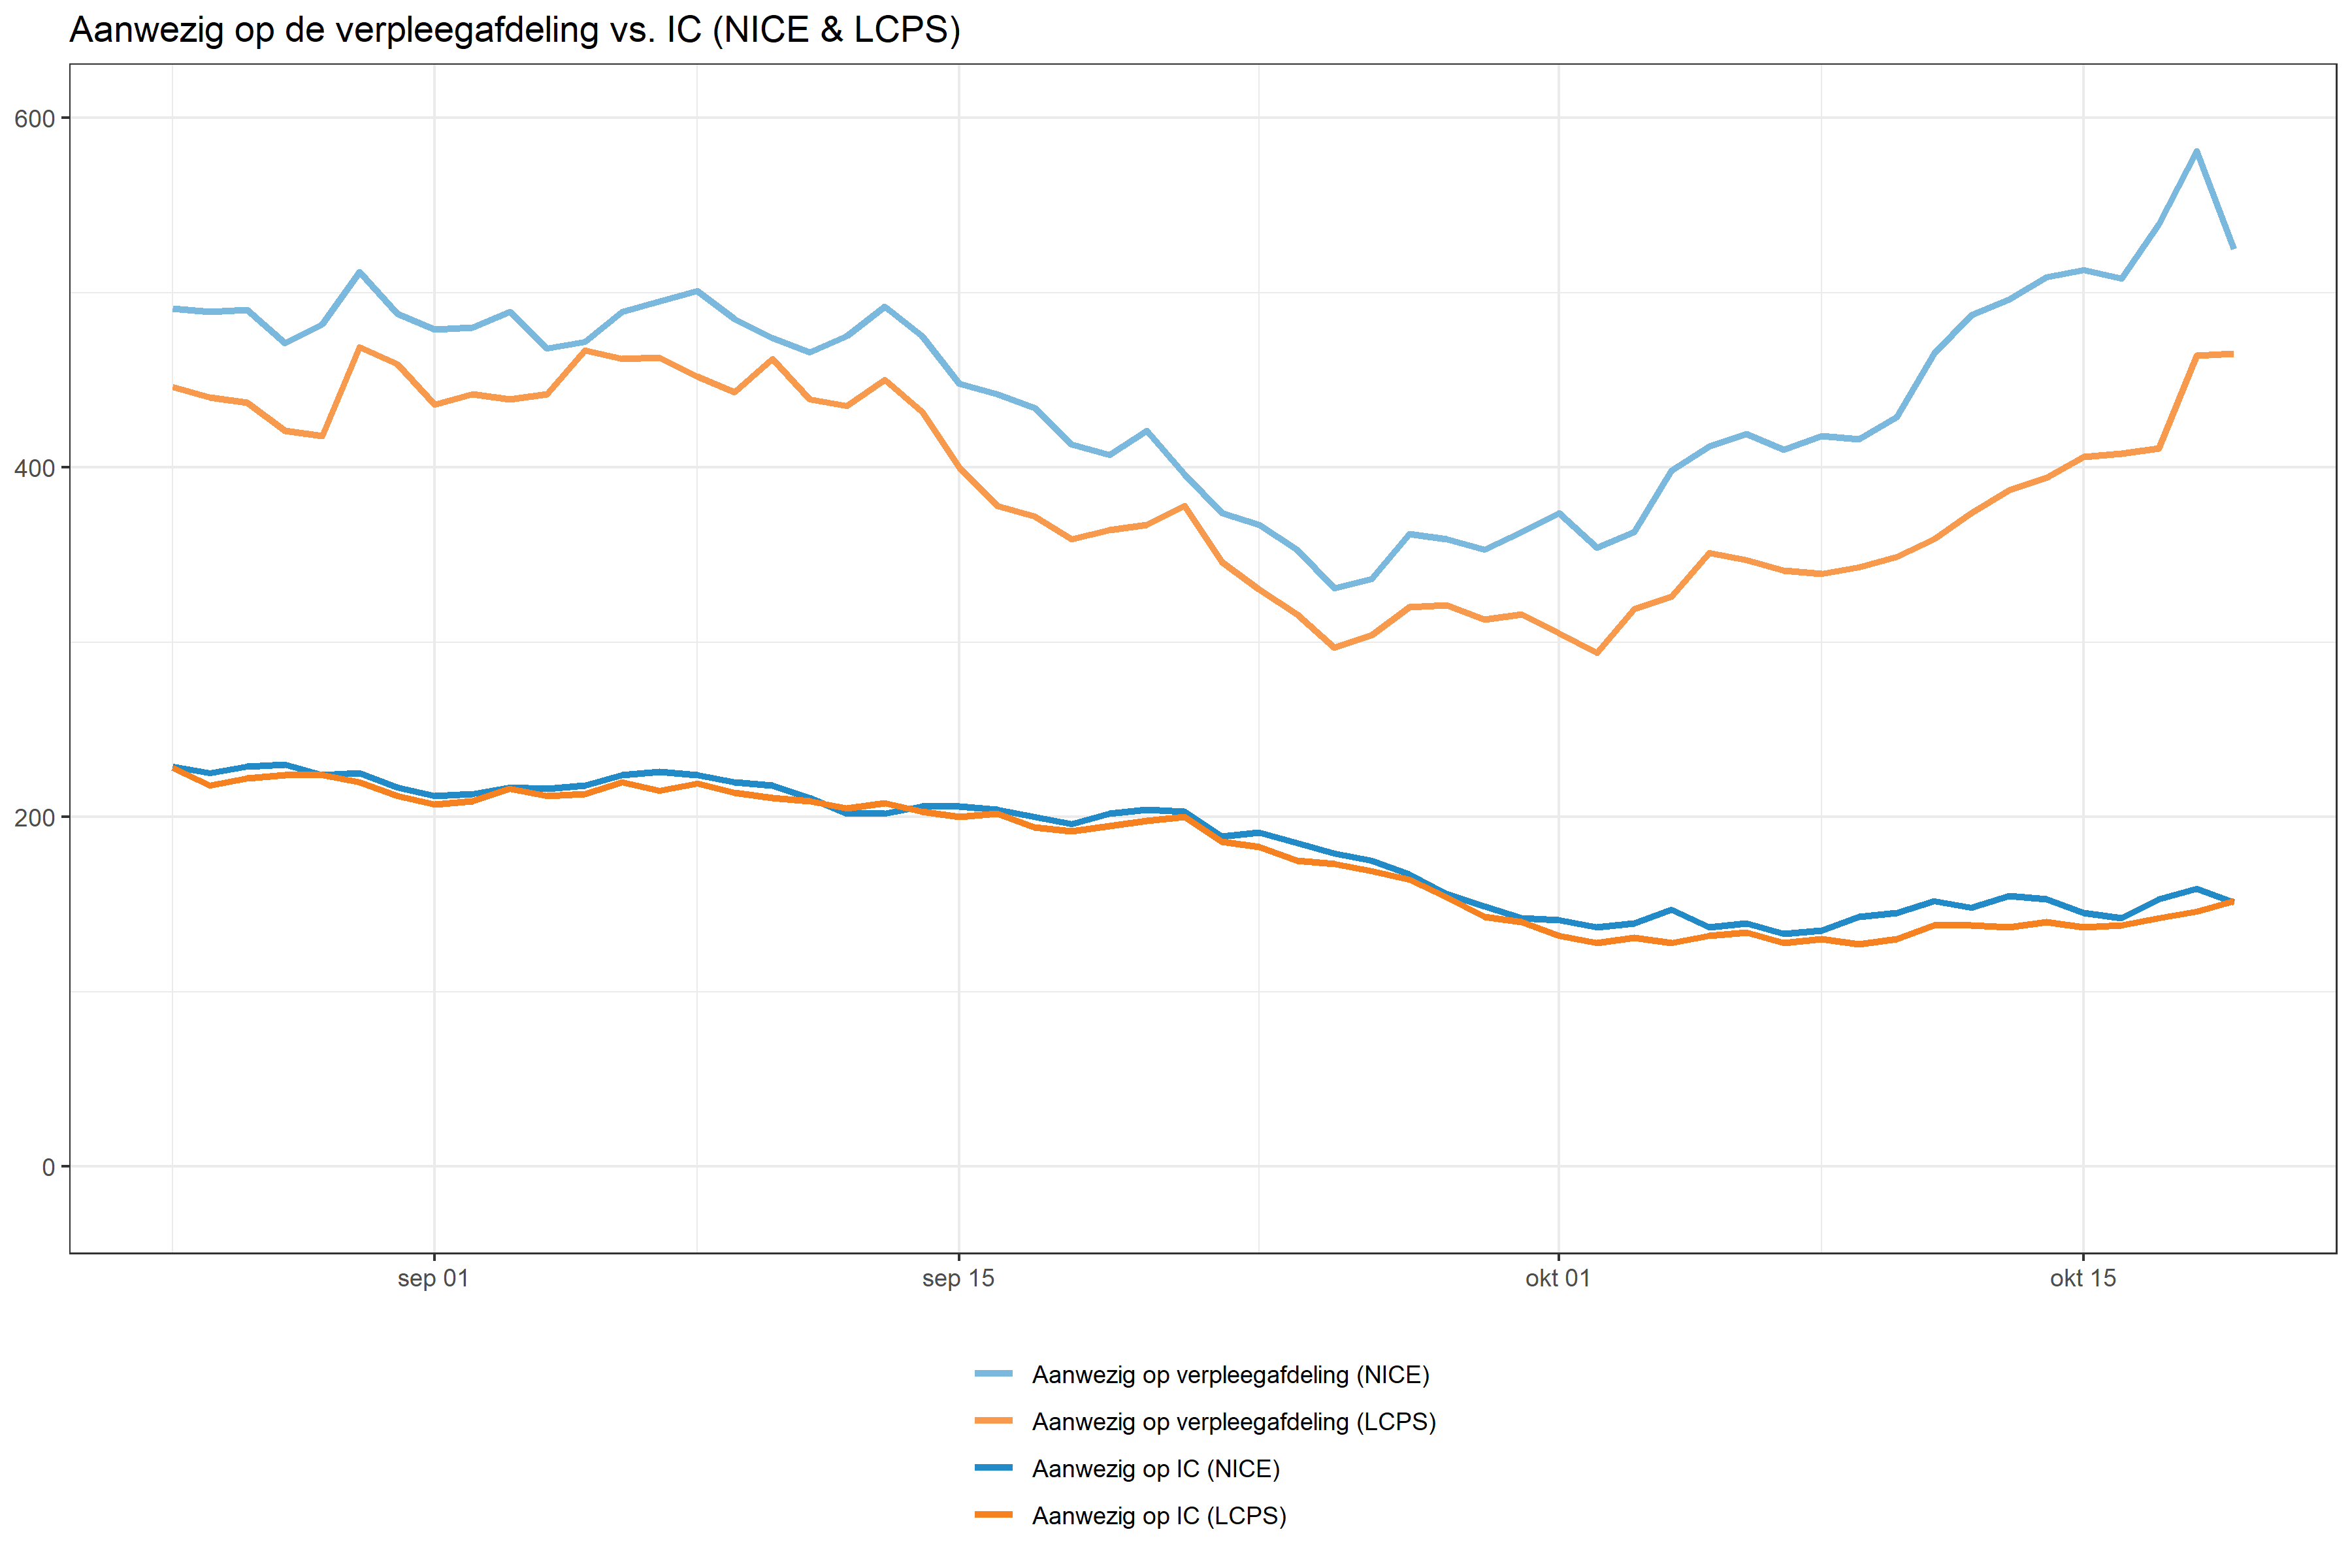 Aanwezig op de verpleegafdeling vs. IC (NICE & LCPS)
600
400
200
0
sep 01 sep 15 okt 01 okt 15
Aanwezig op verpleegafdeling (NICE)
Aanwezig op verpleegafdeling (LCPS)
Aanwezig op IC (NICE)
Aanwezig op IC (LCPS)